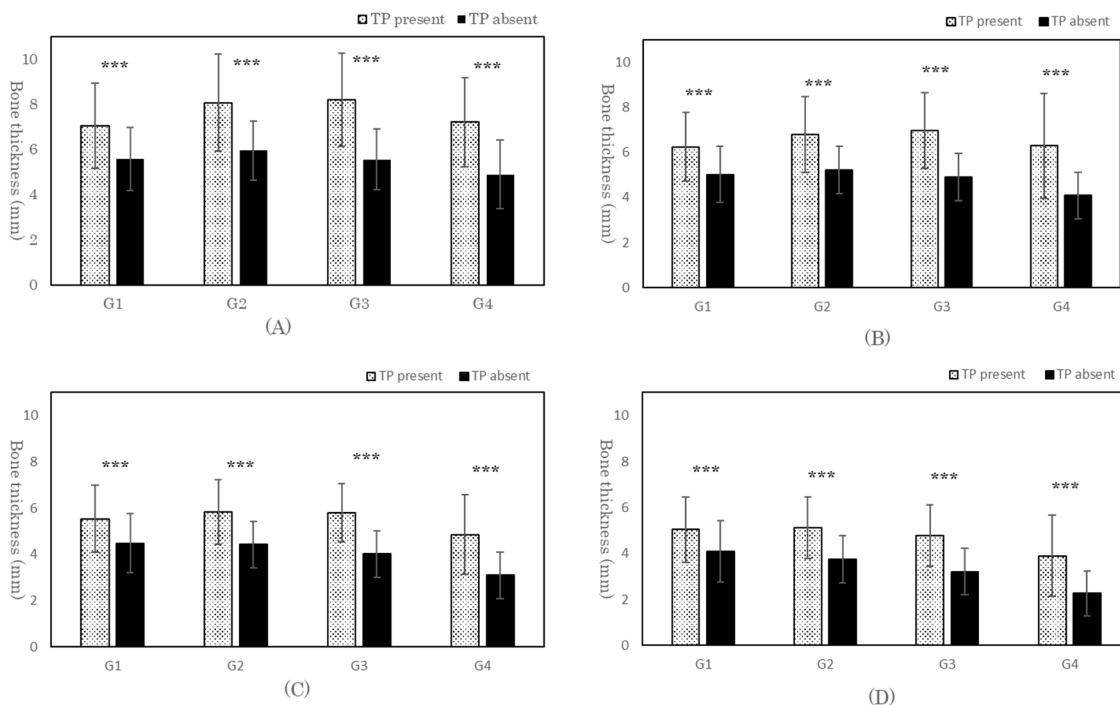 TP present TP absent
Bone thickness (mm)
10
8
6
4
2
0
*** *** *** ***
G1 G2 G3 G4
(A)
TP present TP absent
Bone thickness (mm)
10
8
6
4
2
0
*** *** *** ***
G1 G2 G3 G4
(B)
TP present TP absent
Bone tnickness (mm)
10
8
6
4
2
0
*** *** *** ***
G1 G2 G3 G4
(C)
TP present TP absent
Bone thickness (mm)
10
8
6
4
2
0
*** *** *** ***
G1 G2 G3 G4
(D)